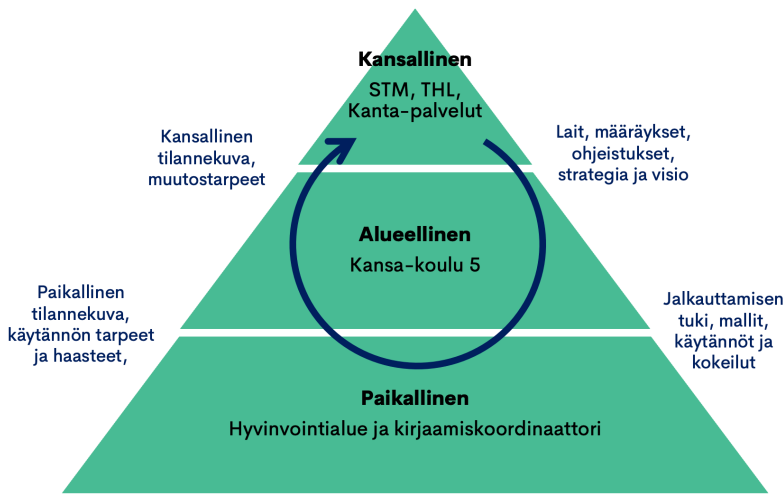 Kansallinen
STM, THL,
Kanta-palvelut
Kansallinen
tilannekuva,
muutostarpeet
Lait, määräykset,
ohjeistukset,
strategia ja visio
Alueellinen
Kansa-koulu 5
Paikallinen
tilannekuva,
käytännön tarpeet
ja haasteet,
Jalkauttamisen
tuki, mallit,
käytännöt ja
kokeilut
Paikallinen
Hyvinvointialue ja kirjaamiskoordinaattori